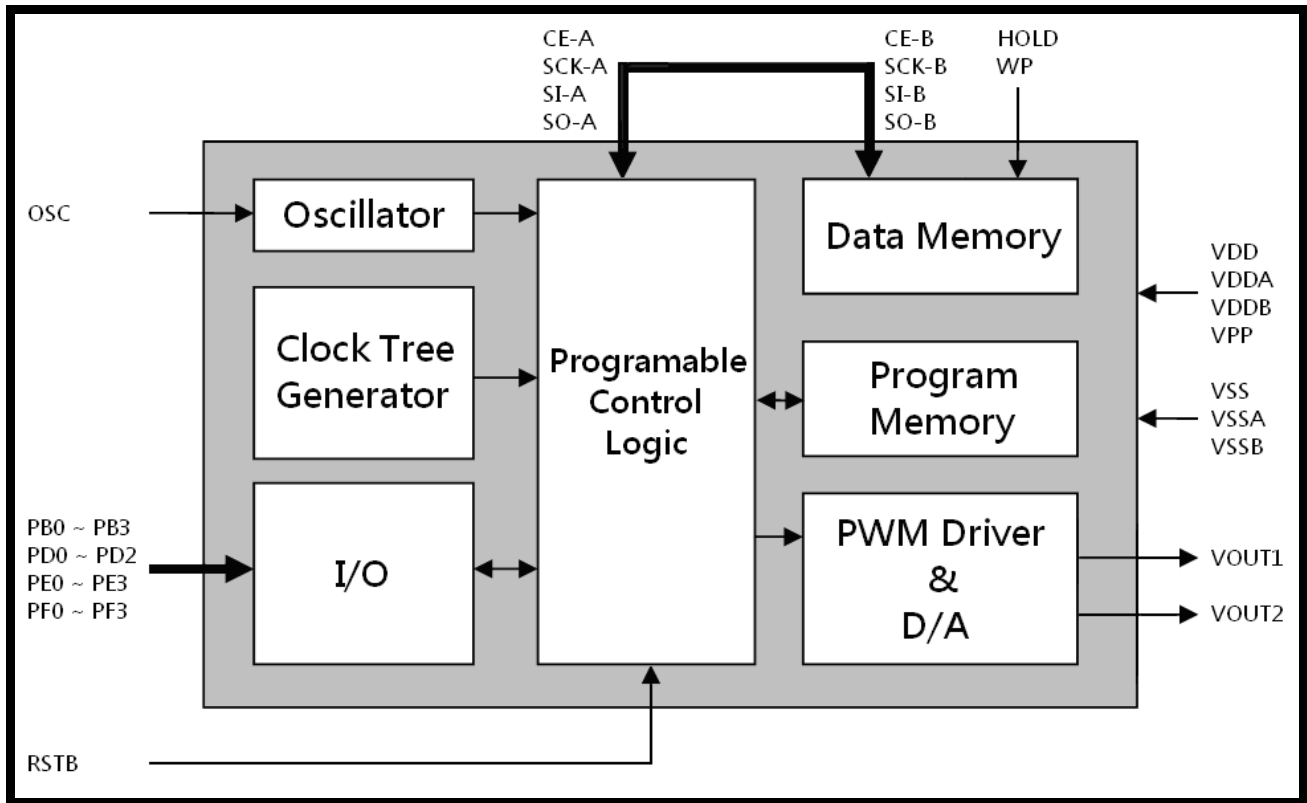 CE-A
SCK-A
SI-A
SO-A
CE-B
SCK-B
SI-B
SO-B
HOLD
WP
OSC
Oscillator
Clock Tree
Generator
I/O
PB0 ~ PB3
PD0 ~ PD2
PE0 ~ PE3
PF0 ~ PF3
RSTB
Programable
Control
Logic
Data Memory
Program
Memory
PWM Driver
&
D/A
VDD
VDDA
VDDB
VPP
VSS
VSSA
VSSB
VOUT1
VOUT2